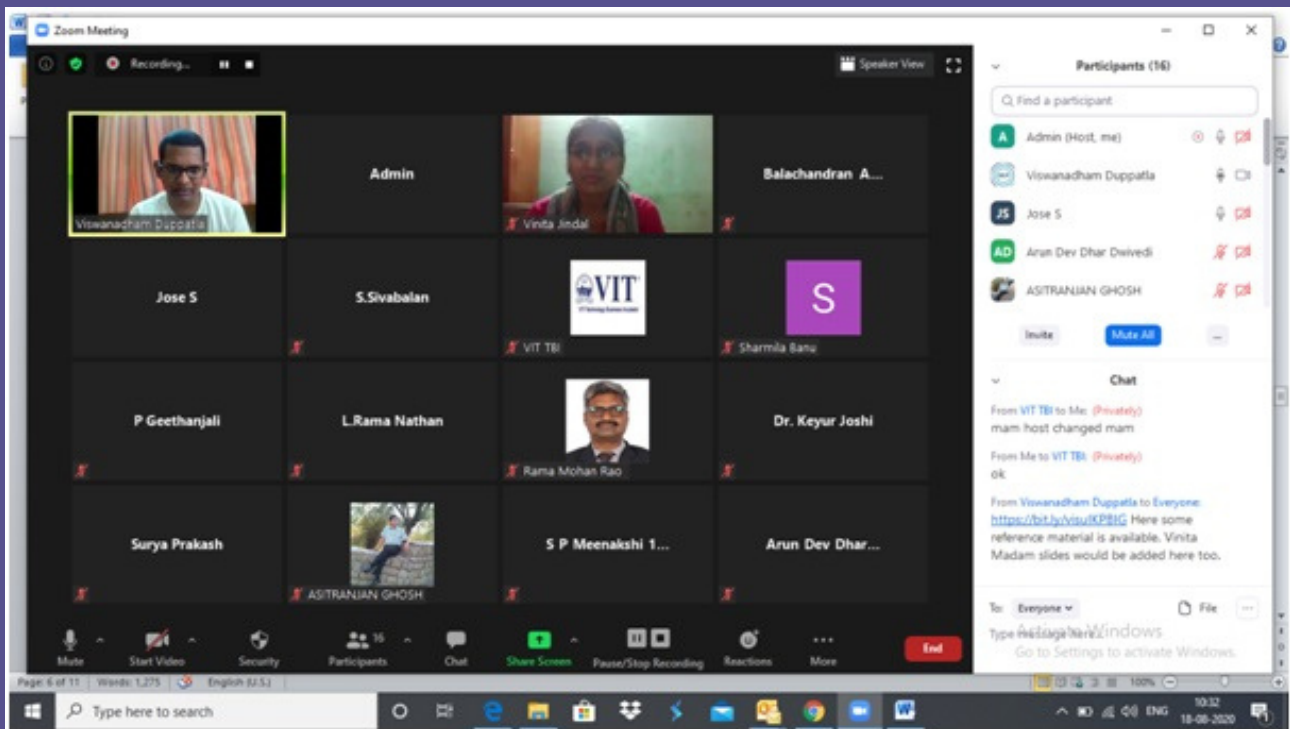 Zoom Meeting
Recording...
Speaker View
Viswanadham Duppatla
Admin
Vinita Jindal
Balachandran A...
Jose S
S.Sivabalan
VIT
VIT TBI
S
Sharmila Banu
P Geethanjali
L.Rama Nathan
Rama Mohan Rao
Dr. Keyur Joshi
Surya Prakash
ASITRANJAN GHOSH
S P Meenakshi 1...
Arun Dev Dhar...
Mute
Start Video
Security
16
Participants
Chat
Share Screen
Pause/Stop Recording
Reactions
More
End
Participants (16)
Find a participant
A
Admin (Host, me)
Viswanadham Duppatla
JS
Jose S
AD
Arun Dev Dhar Dwivedi
ASITRANJAN GHOSH
Invite
Mute All
...
Chat
From VIT TBI to Me: (Privately)
mam host changed mam
From Me to VIT TBI: (Privately)
ok
From Viswanadham Duppatla to Everyone:
https://bit.ly/visuIKPBIG Here some
reference material is available. Vinita
Madam slides would be added here too.
To: Everyone
File
...
Type message here...
Activate Windows
Go to Settings to activate Windows.
Page: 6 of 11
Words: 1,275
English (U.S.)
100%
Type here to search
ENG
10:32
18-08-2020